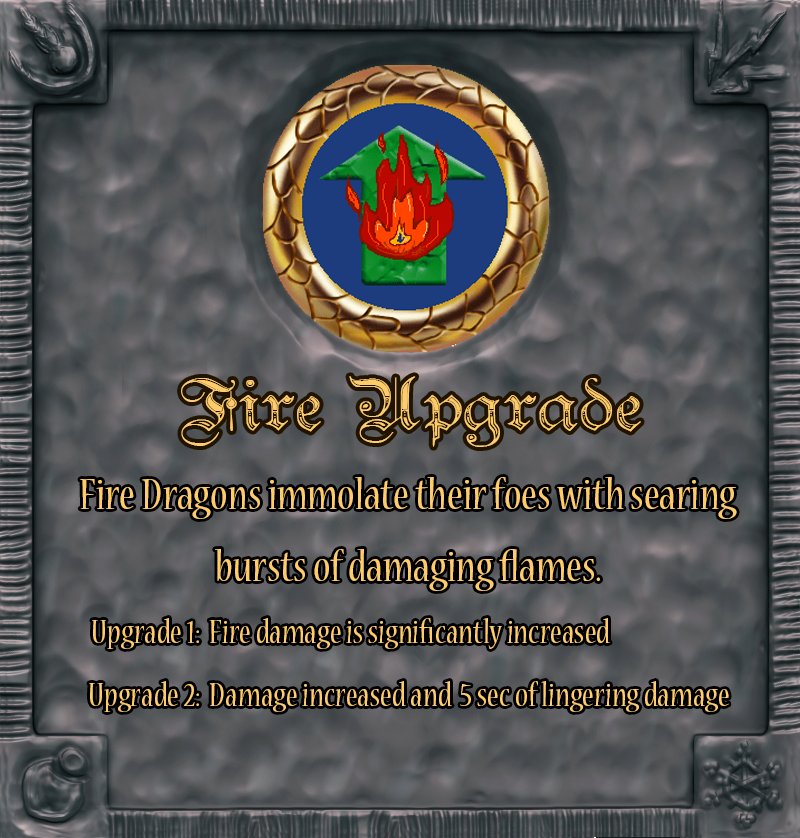 Fire Upgrade
Fire Dragons immolate their foes with searing
bursts of damaging flames.
Upgrade 1: Fire damage is significantly increased
Upgrade 2: Damage increased and 5 sec of lingering damage